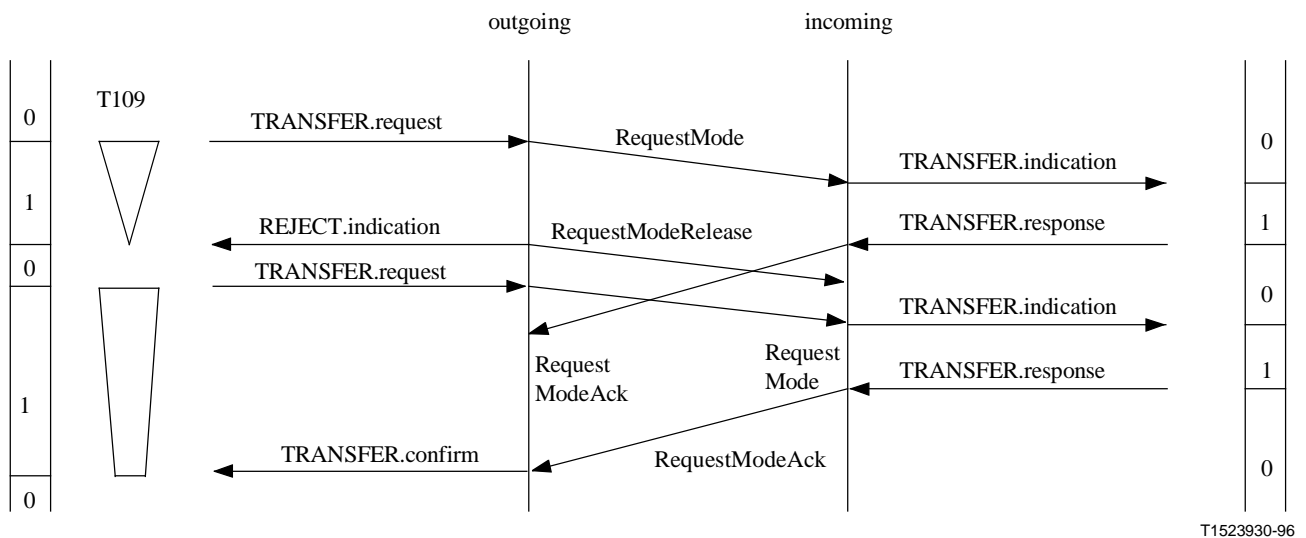 outgoing
incoming
T109
0
TRANSFER.request
RequestMode
0
TRANSFER.indication
1
REJECT.indication
RequestModeRelease
TRANSFER.response
1
0
TRANSFER.request
0
TRANSFER.indication
Request
ModeAck
Request
Mode
TRANSFER.response
1
1
TRANSFER.confirm
RequestModeAck
0
0
T1523930-96